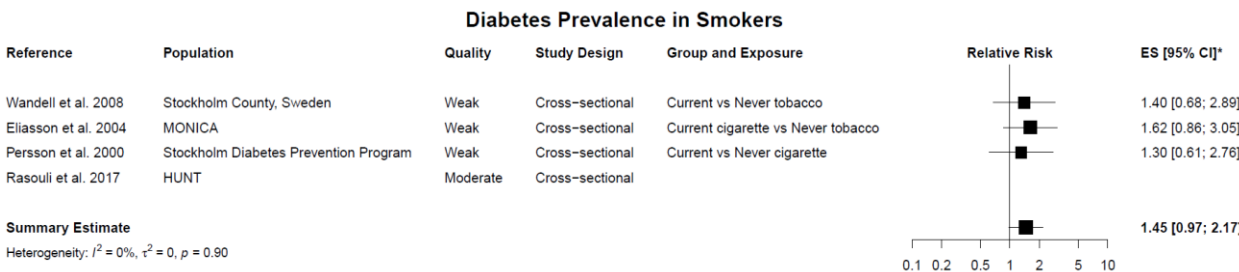 Diabetes Prevalence in Smokers
Reference Population Quality Study Design Group and Exposure Relative Risk ES [95% CI]*
Wandell et al. 2008 Stockholm County, Sweden Weak Cross−sectional Current vs Never tobacco 1.40 [0.68; 2.89]
Eliasson et al. 2004 MONICA Weak Cross−sectional Current cigarette vs Never tobacco 1.62 [0.86; 3.05]
Persson et al. 2000 Stockholm Diabetes Prevention Program Weak Cross−sectional Current vs Never cigarette 1.30 [0.61; 2.76]
Rasouli et al. 2017 HUNT Moderate Cross−sectional
Summary Estimate 1.45 [0.97; 2.17]
Heterogeneity: I² = 0%, τ² = 0, p = 0.90
0.1 0.2 0.5 1 2 5 10